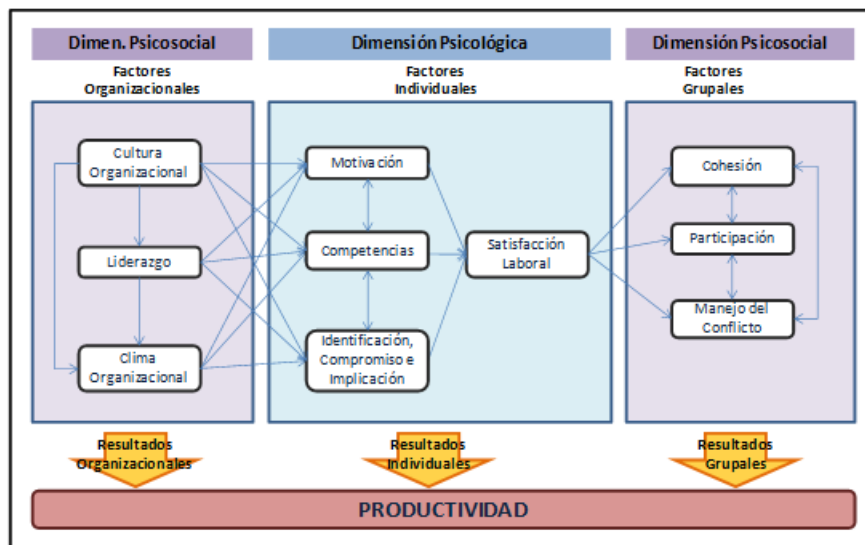 Dimen. Psicosocial
Factores
Organizacionales
Cultura
Organizacional
Liderazgo
Clima
Organizacional
Resultados
Organizacionales
Dimensión Psicológica
Factores
Individuales
Motivación
Competencias
Identificación,
Compromiso e
Implicación
Satisfacción
Laboral
Resultados
Individuales
Dimensión Psicosocial
Factores
Grupales
Cohesión
Participación
Manejo del
Conflicto
Resultados
Grupales
PRODUCTIVIDAD